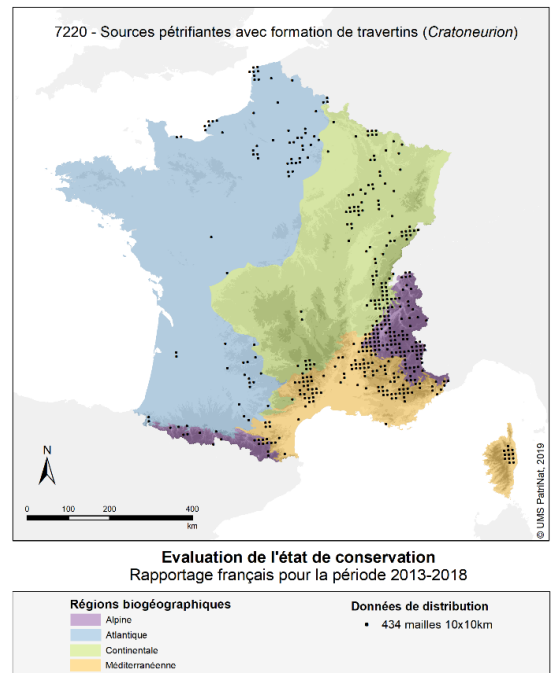 7220 - Sources pétrifiantes avec formation de travertins (Cratoneurion)
N
0 100 200 400
km
© UMS PatriNat, 2019
Evaluation de l'état de conservation
Rapportage français pour la période 2013-2018
Régions biogéographiques
Alpine
Atlantique
Continentale
Méditerranéenne
Données de distribution
434 mailles 10x10km